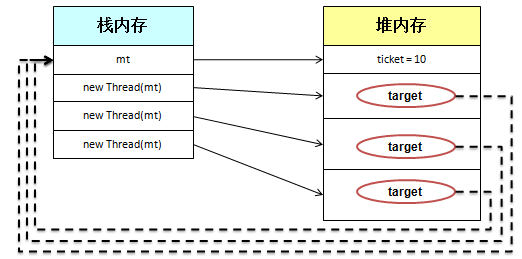 栈内存
堆内存
mt
ticket = 10
new Thread(mt)
target
new Thread(mt)
target
new Thread(mt)
target